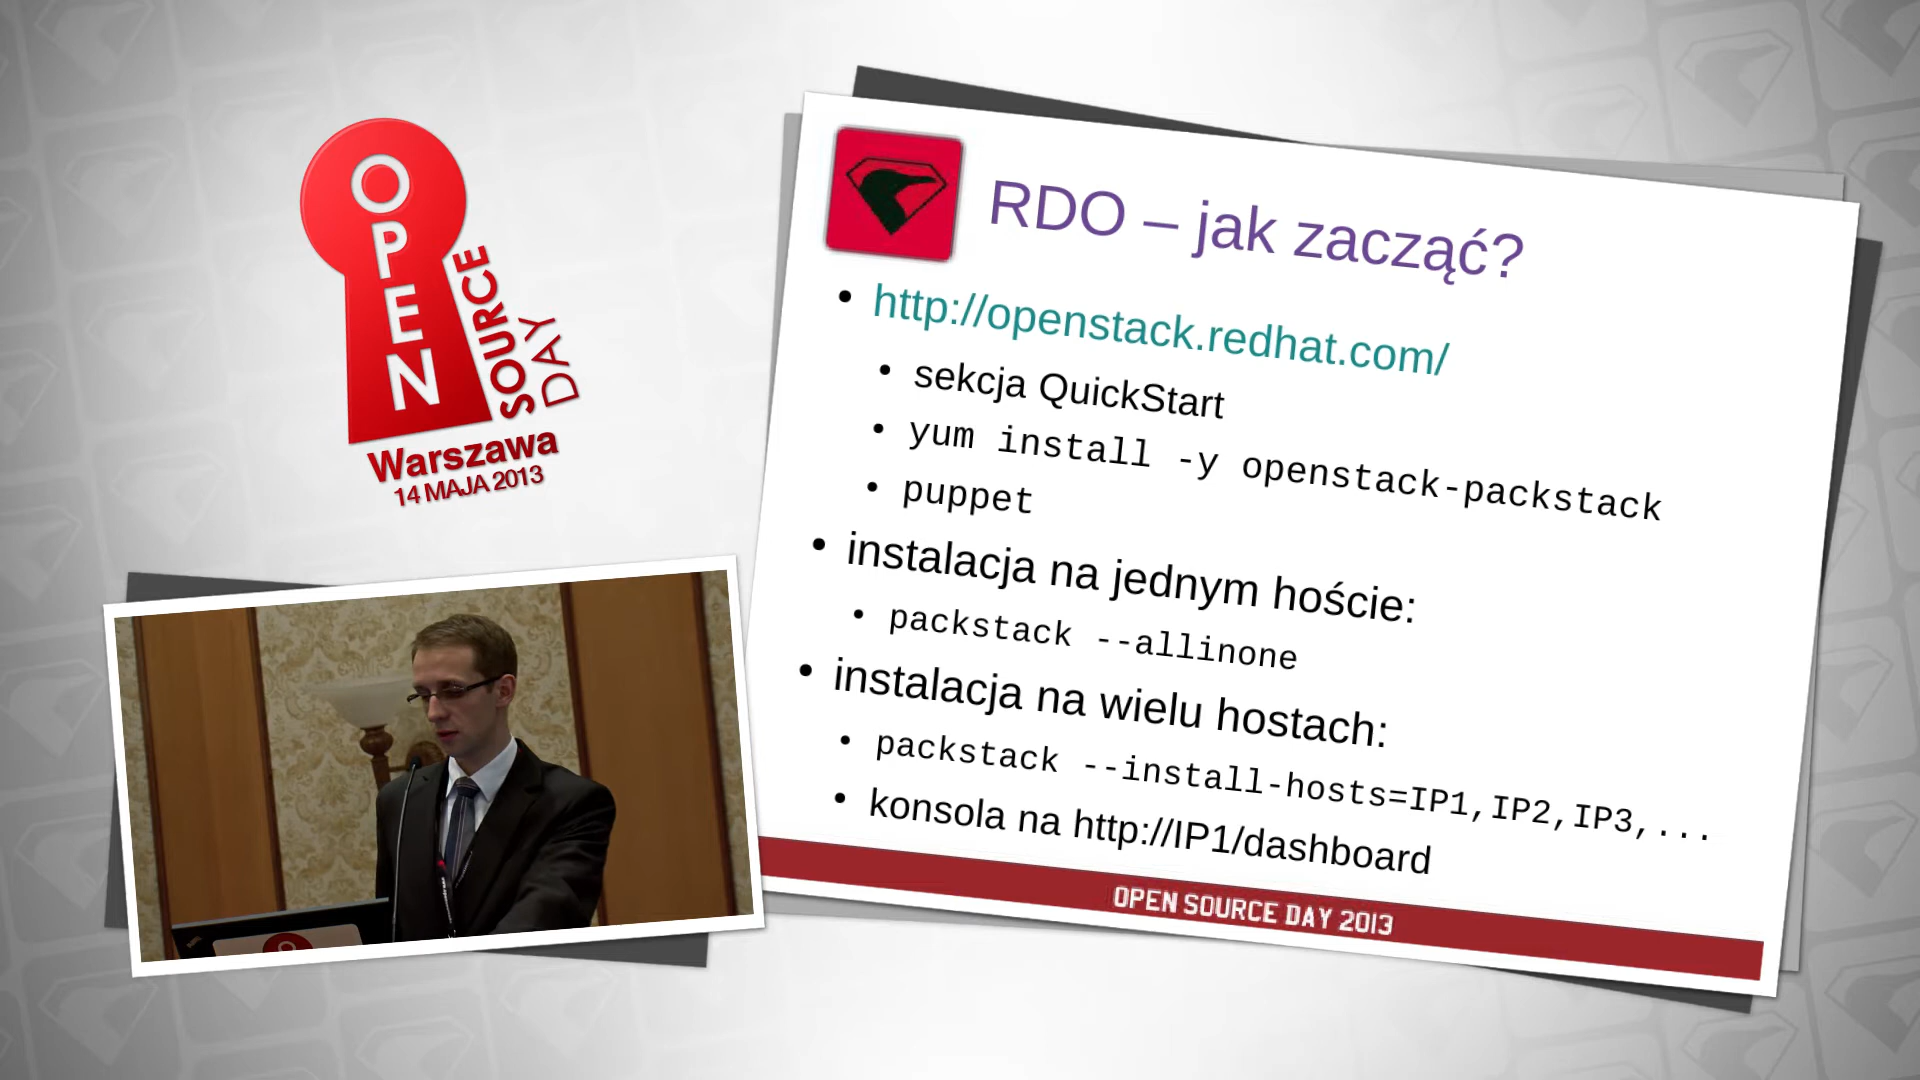 OPEN
SOURCE
DAY
Warszawa
14 MAJA 2013
RDO – jak zacząć?
http://openstack.redhat.com/
sekcja QuickStart
yum install -y openstack-packstack
puppet
instalacja na jednym hoście:
packstack --allinone
instalacja na wielu hostach:
packstack --install-hosts=IP1,IP2,IP3,...
konsola na http://IP1/dashboard
OPEN SOURCE DAY 2013